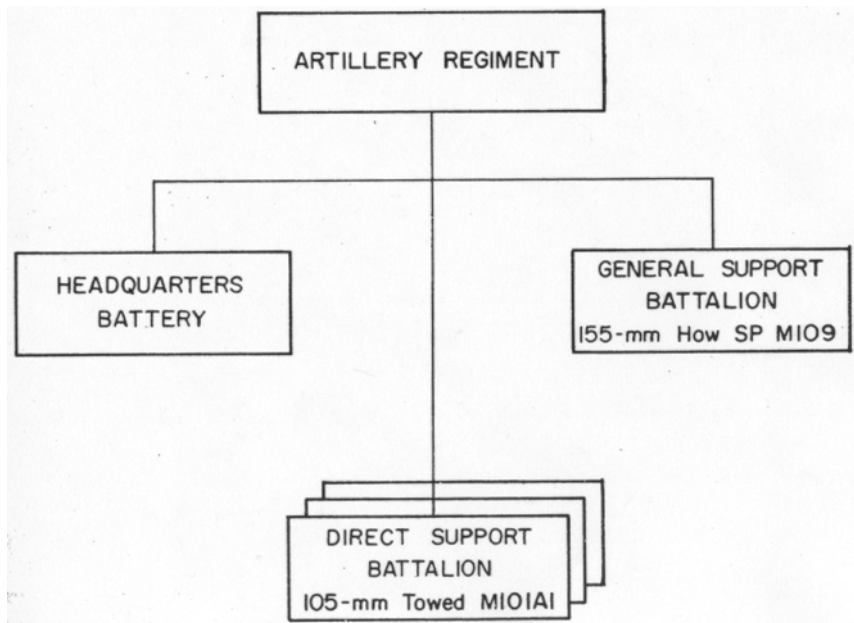 ARTILLERY REGIMENT
HEADQUARTERS
BATTERY
GENERAL SUPPORT
BATTALION
155-mm How SP M109
DIRECT SUPPORT
BATTALION
105-mm Towed M101A1